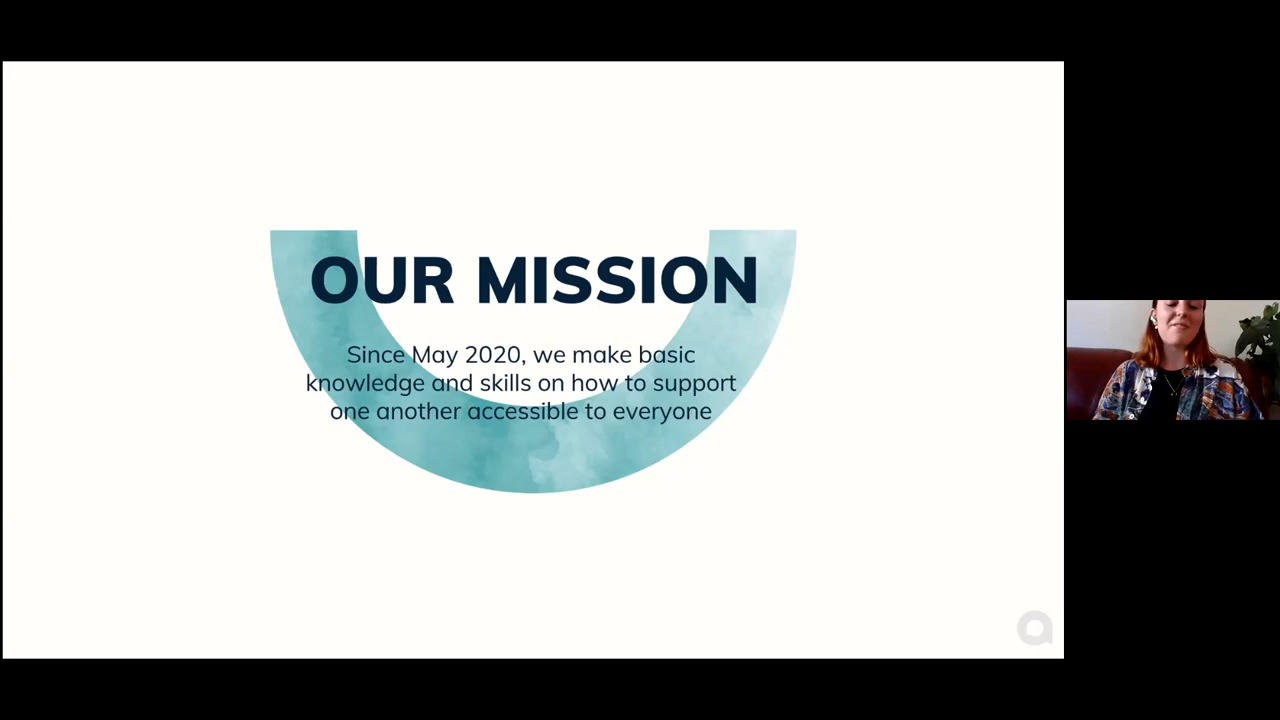 OUR MISSION
Since May 2020, we make basic
knowledge and skills on how to support
one another accessible to everyone